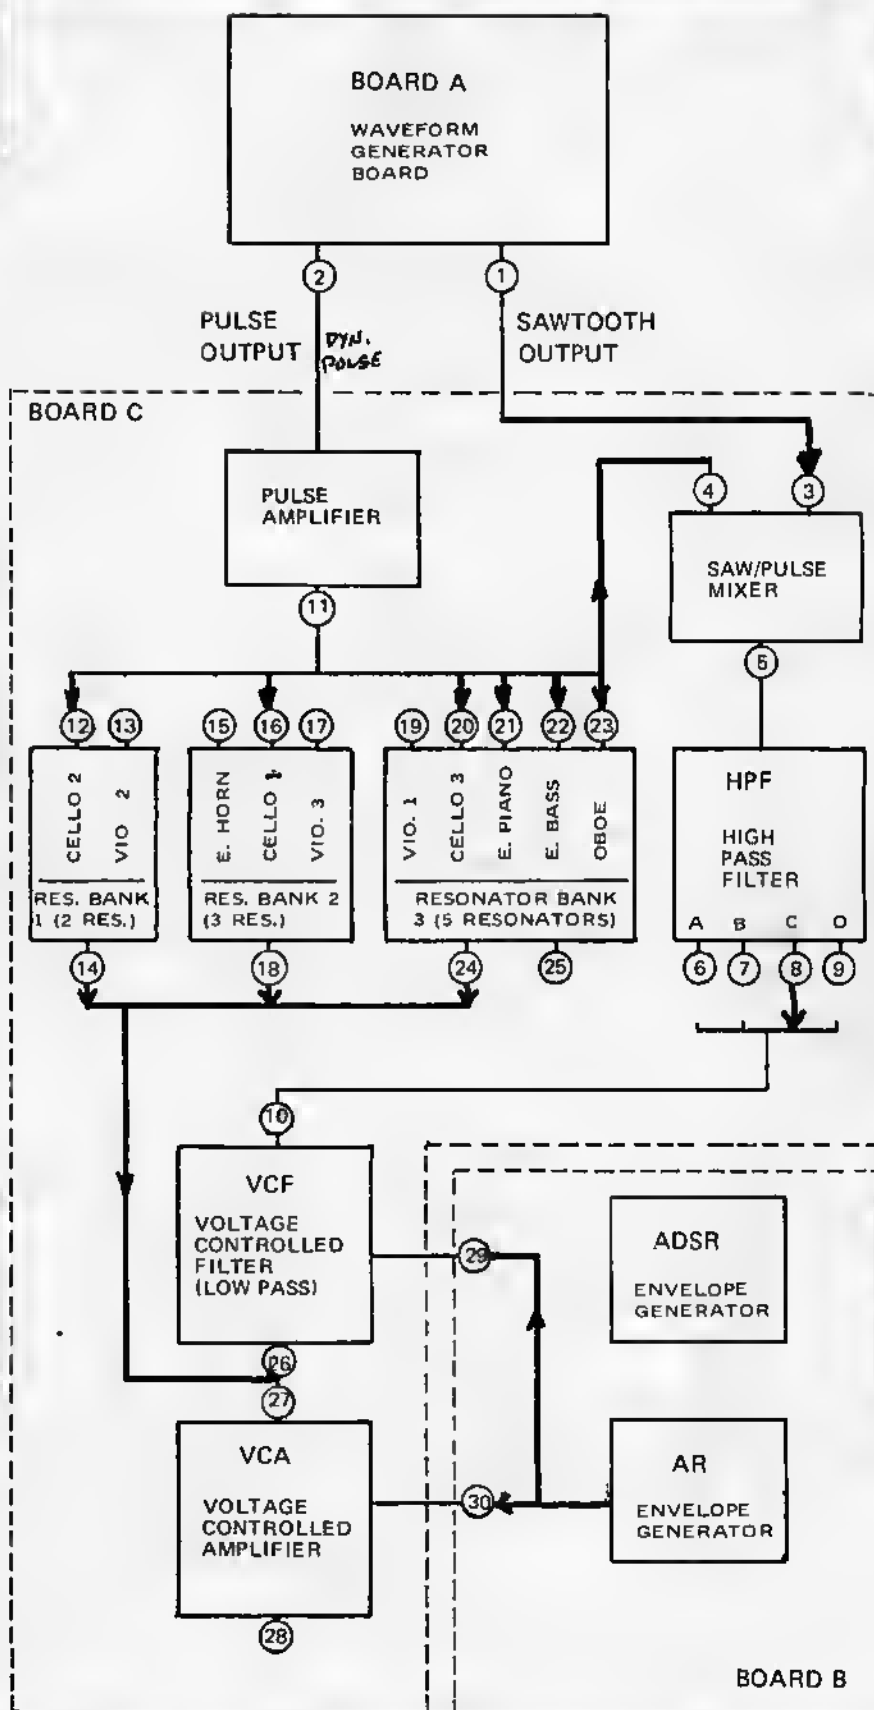 BOARD A
WAVEFORM
GENERATOR
BOARD
2
1
PULSE
OUTPUT
DYN.
PULSE
SAWTOOTH
OUTPUT
BOARD C
PULSE
AMPLIFIER
4
3
SAW/PULSE
MIXER
11
5
12
13
15
16
17
19
20
21
22
23
CELLO 2
VIO 2
E. HORN
CELLO 1
VIO. 3
VIO. 1
CELLO 3
E. PIANO
E. BASS
OBOE
RES. BANK
1 (2 RES.)
RES. BANK 2
(3 RES.)
RESONATOR BANK
3 (5 RESONATORS)
HPF
HIGH
PASS
FILTER
A B C D
14
18
24
25
6
7
8
9
10
VCF
VOLTAGE
CONTROLLED
FILTER
(LOW PASS)
29
ADSR
ENVELOPE
GENERATOR
26
27
VCA
VOLTAGE
CONTROLLED
AMPLIFIER
30
AR
ENVELOPE
GENERATOR
28
BOARD B